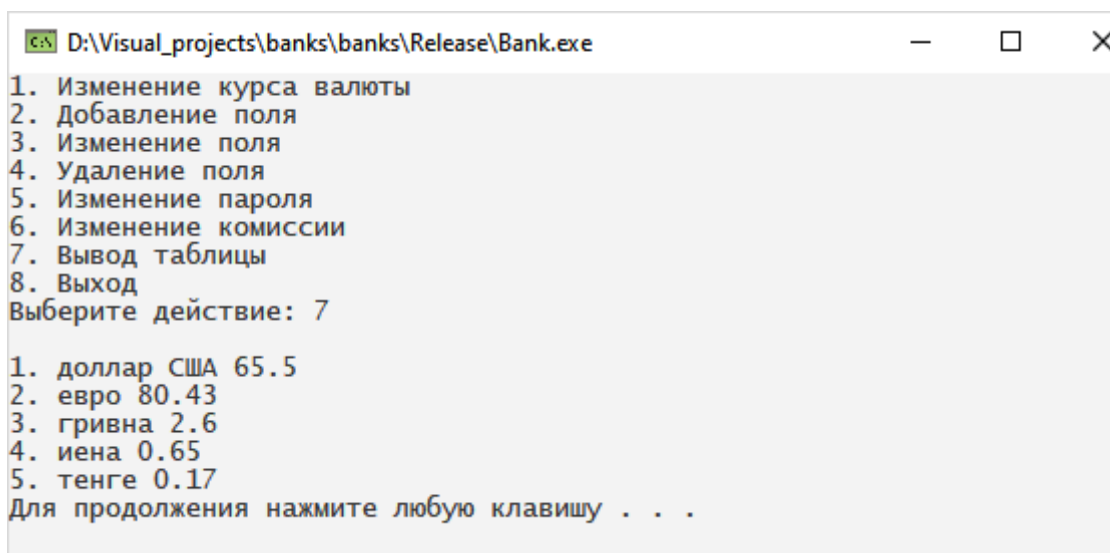 D:\Visual_projects\banks\banks\Release\Bank.exe
1. Изменение курса валюты
2. Добавление поля
3. Изменение поля
4. Удаление поля
5. Изменение пароля
6. Изменение комиссии
7. Вывод таблицы
8. Выход
Выберите действие: 7
1. доллар США 65.5
2. евро 80.43
3. гривна 2.6
4. иена 0.65
5. тенге 0.17
Для продолжения нажмите любую клавишу . . .